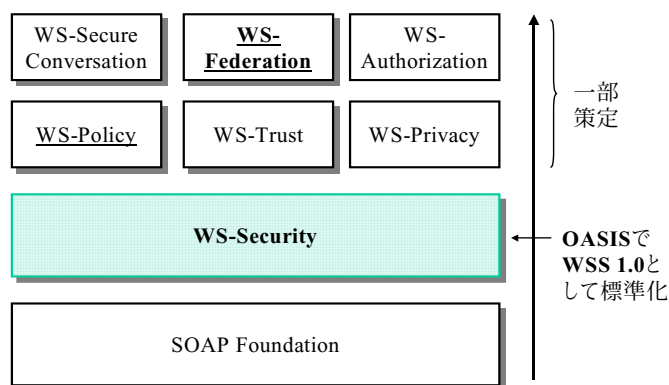 WS-Secure
Conversation
WS-
Federation
WS-
Authorization
WS-Policy
WS-Trust
WS-Privacy
一部
策定
WS-Security
OASISで
WSS 1.0と
して標準化
SOAP Foundation